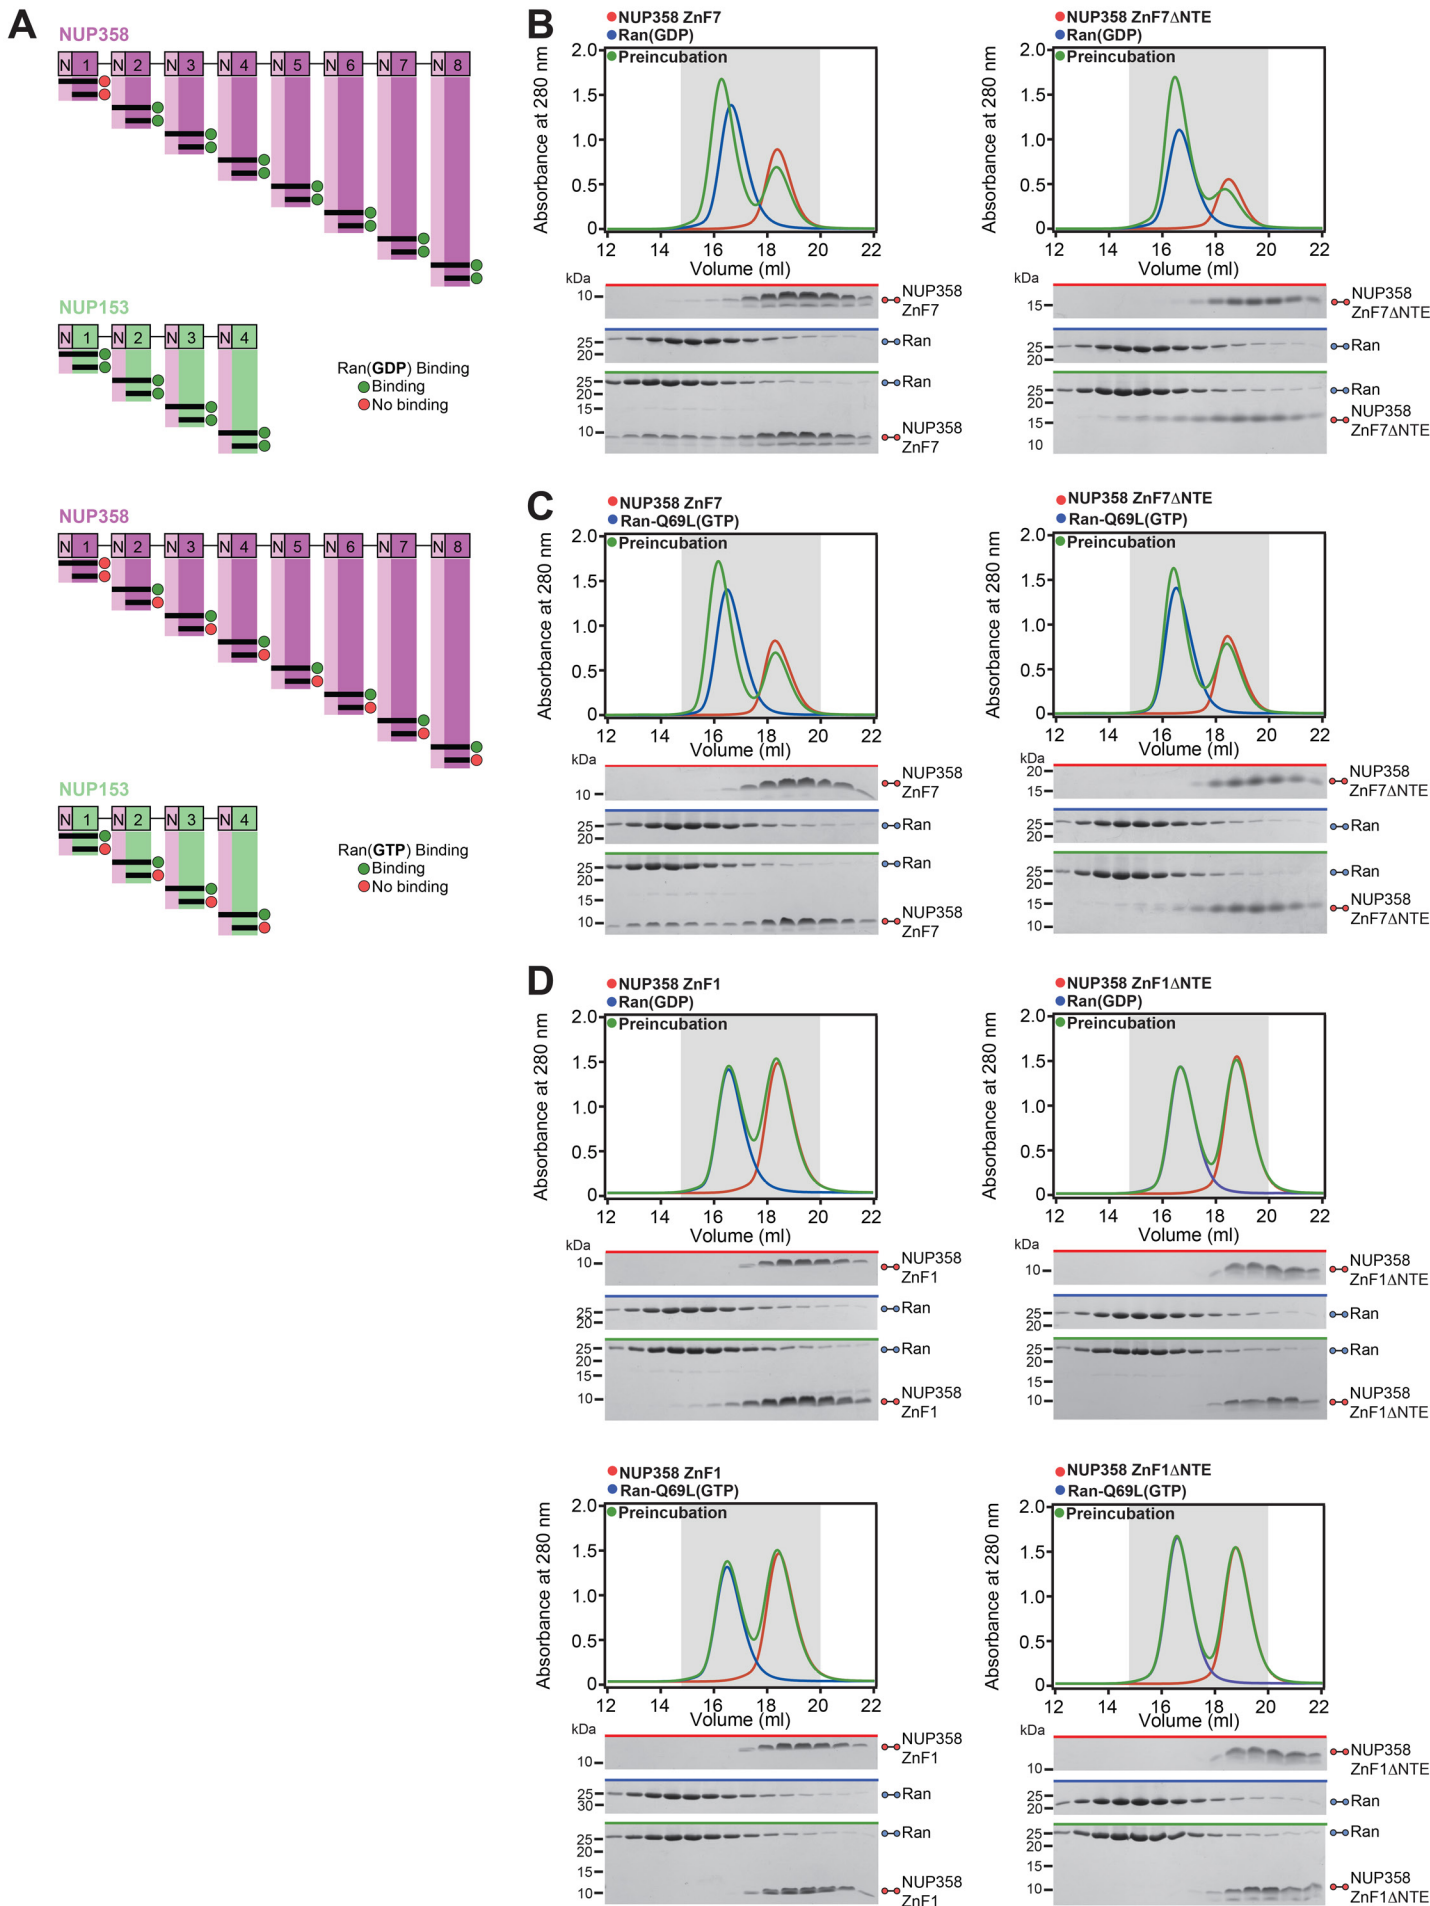 A
NUP358
N 1 N 2 N 3 N 4 N 5 N 6 N 7 N 8
NUP153
N 1 N 2 N 3 N 4
Ran(GDP) Binding
Binding
No binding
NUP358
N 1 N 2 N 3 N 4 N 5 N 6 N 7 N 8
NUP153
N 1 N 2 N 3 N 4
Ran(GTP) Binding
Binding
No binding
B
NUP358 ZnF7
Ran(GDP)
Preincubation
Absorbance at 280 nm
2.0
1.5
1.0
0.5
0
12 14 16 18 20 22
Volume (ml)
kDa
10
NUP358
ZnF7
25
20
Ran
25
20
15
10
Ran
NUP358
ZnF7
NUP358 ZnF7ΔNTE
Ran(GDP)
Preincubation
Absorbance at 280 nm
2.0
1.5
1.0
0.5
0
12 14 16 18 20 22
Volume (ml)
15
NUP358
ZnF7ΔNTE
25
20
Ran
25
20
15
10
Ran
NUP358
ZnF7ΔNTE
C
NUP358 ZnF7
Ran-Q69L(GTP)
Preincubation
Absorbance at 280 nm
2.0
1.5
1.0
0.5
0
12 14 16 18 20 22
Volume (ml)
kDa
10
NUP358
ZnF7
25
20
Ran
25
20
15
10
Ran
NUP358
ZnF7
NUP358 ZnF7ΔNTE
Ran-Q69L(GTP)
Preincubation
Absorbance at 280 nm
2.0
1.5
1.0
0.5
0
12 14 16 18 20 22
Volume (ml)
kDa
20
15
NUP358
ZnF7ΔNTE
25
20
Ran
25
20
15
10
Ran
NUP358
ZnF7ΔNTE
D
NUP358 ZnF1
Ran(GDP)
Preincubation
Absorbance at 280 nm
2.0
1.5
1.0
0.5
0
12 14 16 18 20 22
Volume (ml)
kDa
10
NUP358
ZnF1
25
20
Ran
25
20
15
10
Ran
NUP358
ZnF1
NUP358 ZnF1ΔNTE
Ran(GDP)
Preincubation
Absorbance at 280 nm
2.0
1.5
1.0
0.5
0
12 14 16 18 20 22
Volume (ml)
kDa
10
NUP358
ZnF1ΔNTE
25
20
Ran
25
20
15
10
Ran
NUP358
ZnF1ΔNTE
NUP358 ZnF1
Ran-Q69L(GTP)
Preincubation
Absorbance at 280 nm
2.0
1.5
1.0
0.5
0
12 14 16 18 20 22
Volume (ml)
kDa
10
NUP358
ZnF1
25
30
Ran
25
20
15
10
Ran
NUP358
ZnF1
NUP358 ZnF1ΔNTE
Ran-Q69L(GTP)
Preincubation
Absorbance at 280 nm
2.0
1.5
1.0
0.5
0
12 14 16 18 20 22
Volume (ml)
kDa
10
NUP358
ZnF1ΔNTE
25
20
Ran
25
20
15
10
Ran
NUP358
ZnF1ΔNTE